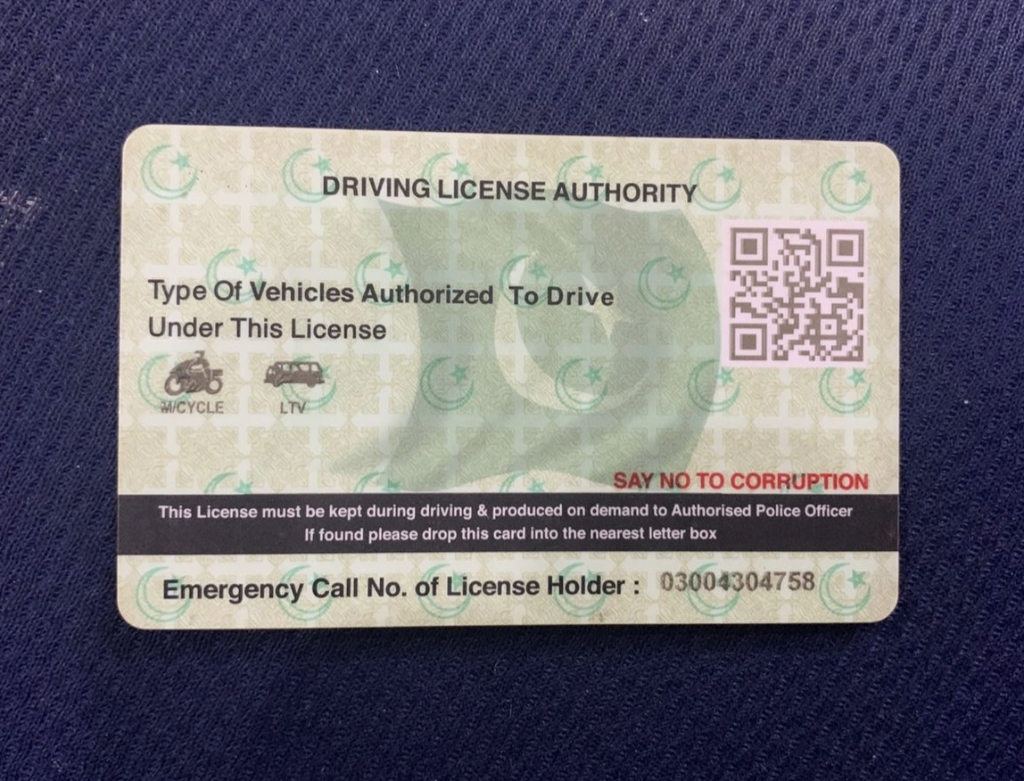 DRIVING LICENSE AUTHORITY
Type Of Vehicles Authorized To Drive
Under This License
M/CYCLE LTV
SAY NO TO CORRUPTION
This License must be kept during driving & produced on demand to Authorised Police Officer
If found please drop this card into the nearest letter box
Emergency Call No. of License Holder : 03004304758